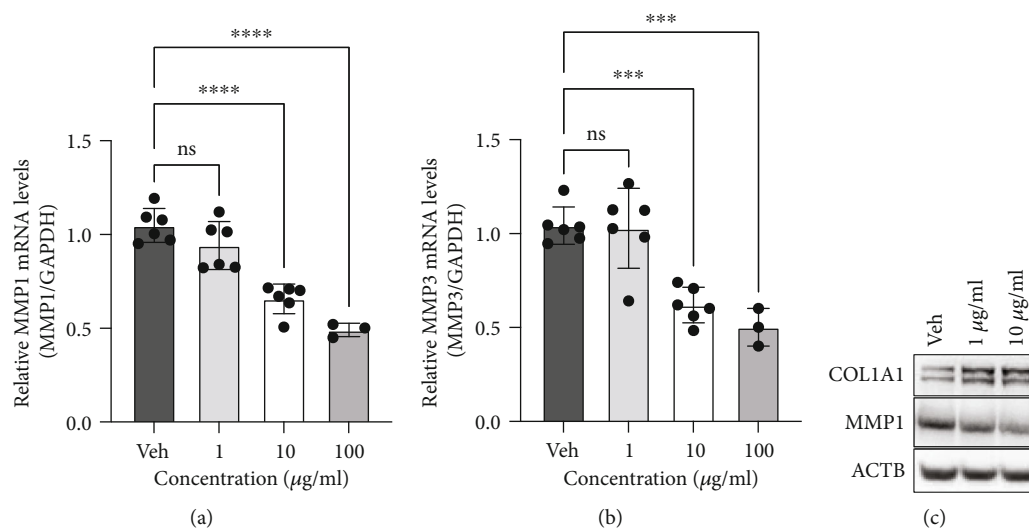 ****
****
ns
Relative MMP1 mRNA levels
(MMP1/GAPDH)
1.5
1.0
0.5
0.0
Veh 1 10 100
Concentration (μg/ml)
(a)
***
***
ns
Relative MMP3 mRNA levels
(MMP3/GAPDH)
1.5
1.0
0.5
0.0
Veh 1 10 100
Concentration (μg/ml)
(b)
Veh
1 μg/ml
10 μg/ml
COL1A1
MMP1
ACTB
(c)